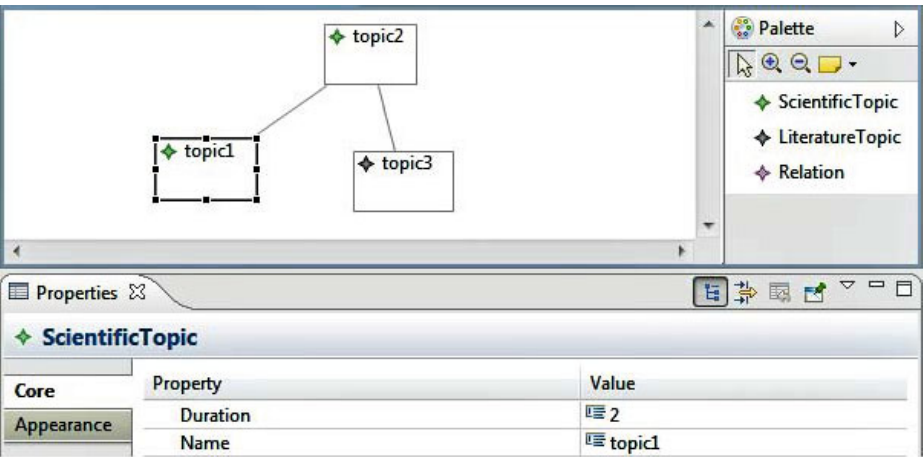 topic2
topic1
topic3
Palette
ScientificTopic
LiteratureTopic
Relation
Properties
ScientificTopic
Core
Appearance
Property Value
Duration 2
Name topic1